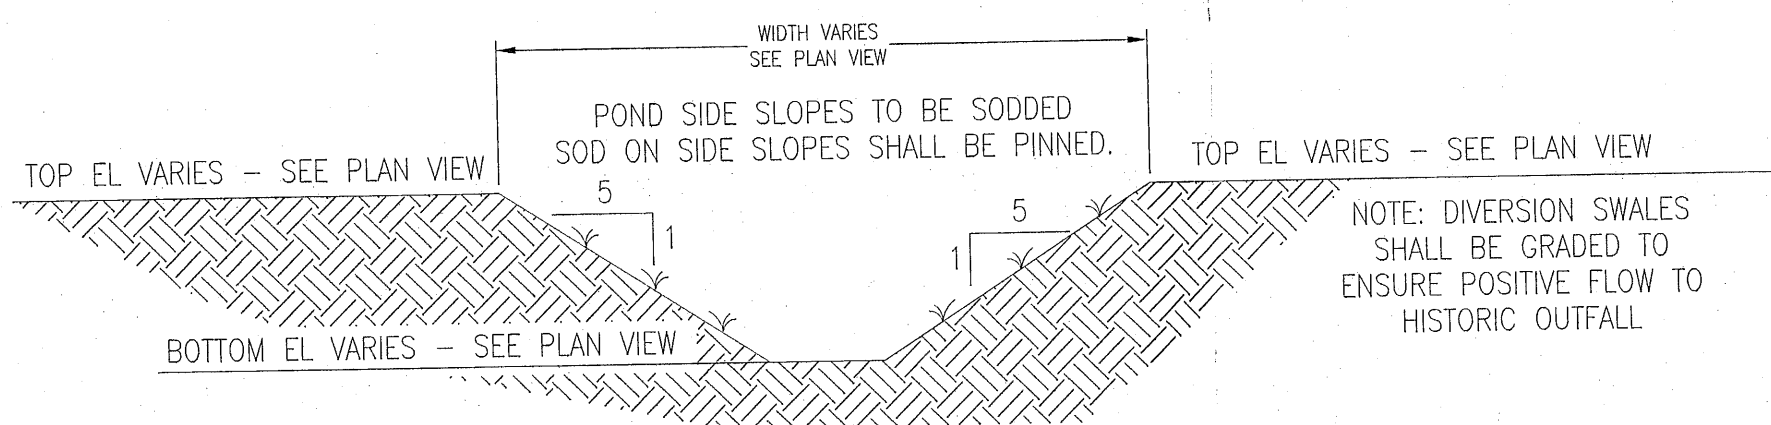 WIDTH VARIES
SEE PLAN VIEW
POND SIDE SLOPES TO BE SODDED
SOD ON SIDE SLOPES SHALL BE PINNED.
TOP EL VARIES – SEE PLAN VIEW
TOP EL VARIES – SEE PLAN VIEW
5
1
5
1
NOTE: DIVERSION SWALES
SHALL BE GRADED TO
ENSURE POSITIVE FLOW TO
HISTORIC OUTFALL
BOTTOM EL VARIES – SEE PLAN VIEW